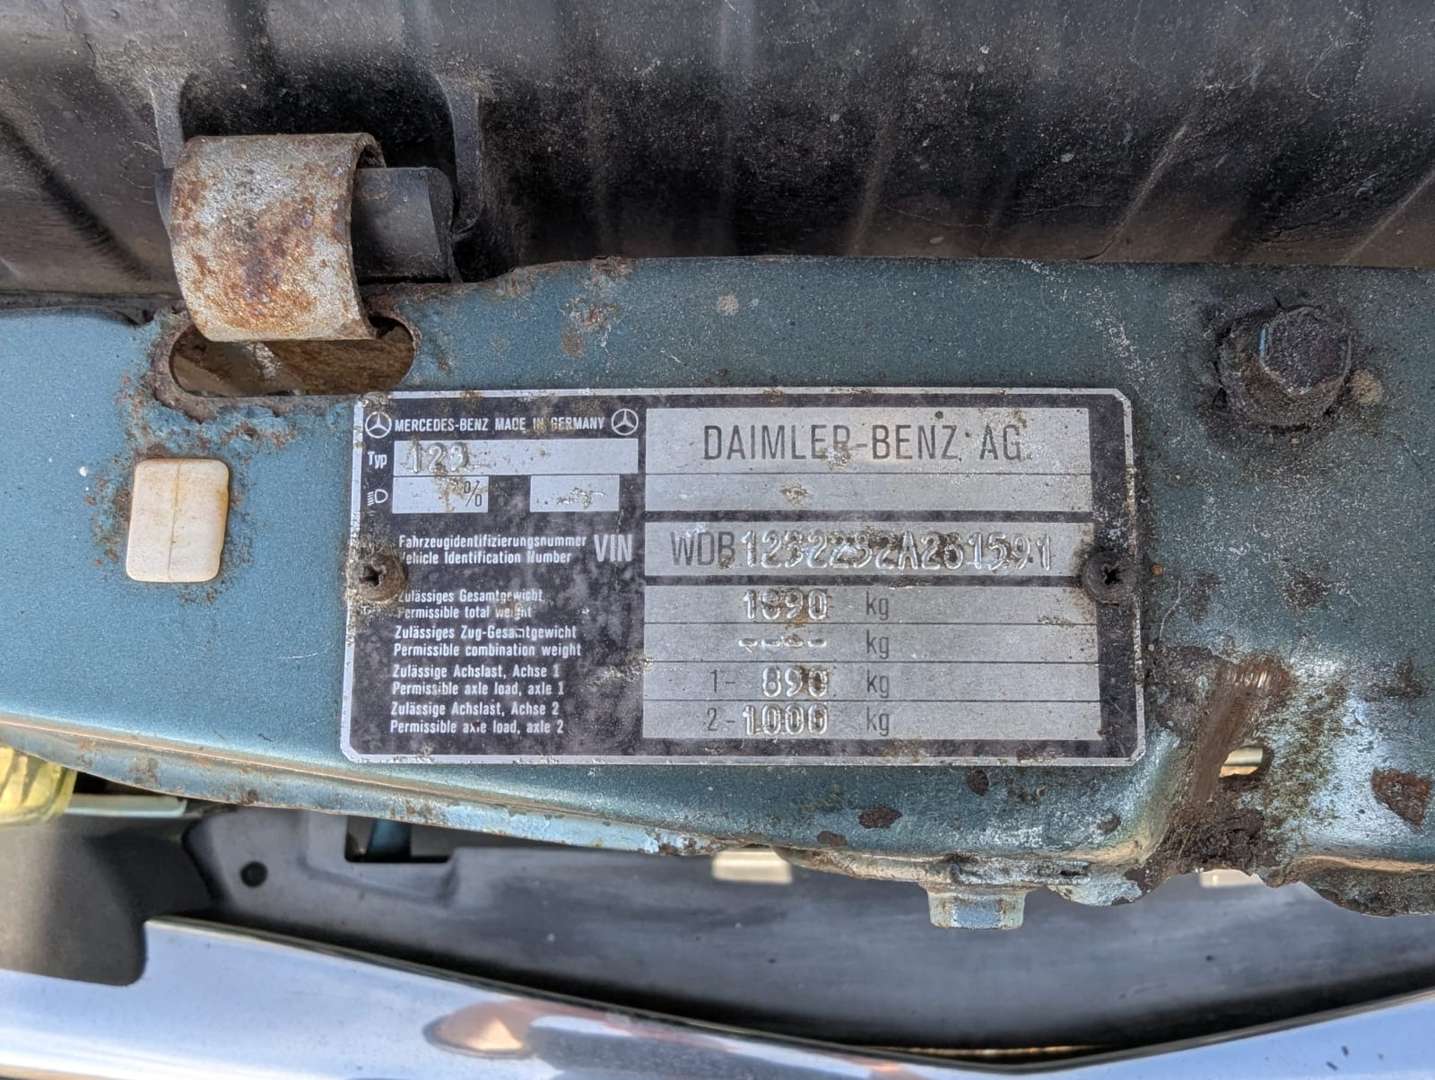 MERCEDES-BENZ MADE IN GERMANY
Typ 123
%
DAIMLER-BENZ AG
Fahrzeugidentifizierungsnummer
Vehicle Identification Number
VIN WDB1232232A261591
Zulässiges Gesamtgewicht
Permissible total weight
1890 kg
Zulässiges Zug-Gesamtgewicht
Permissible combination weight
---- kg
Zulässige Achslast, Achse 1
Permissible axle load, axle 1
1- 890 kg
Zulässige Achslast, Achse 2
Permissible axle load, axle 2
2- 1000 kg